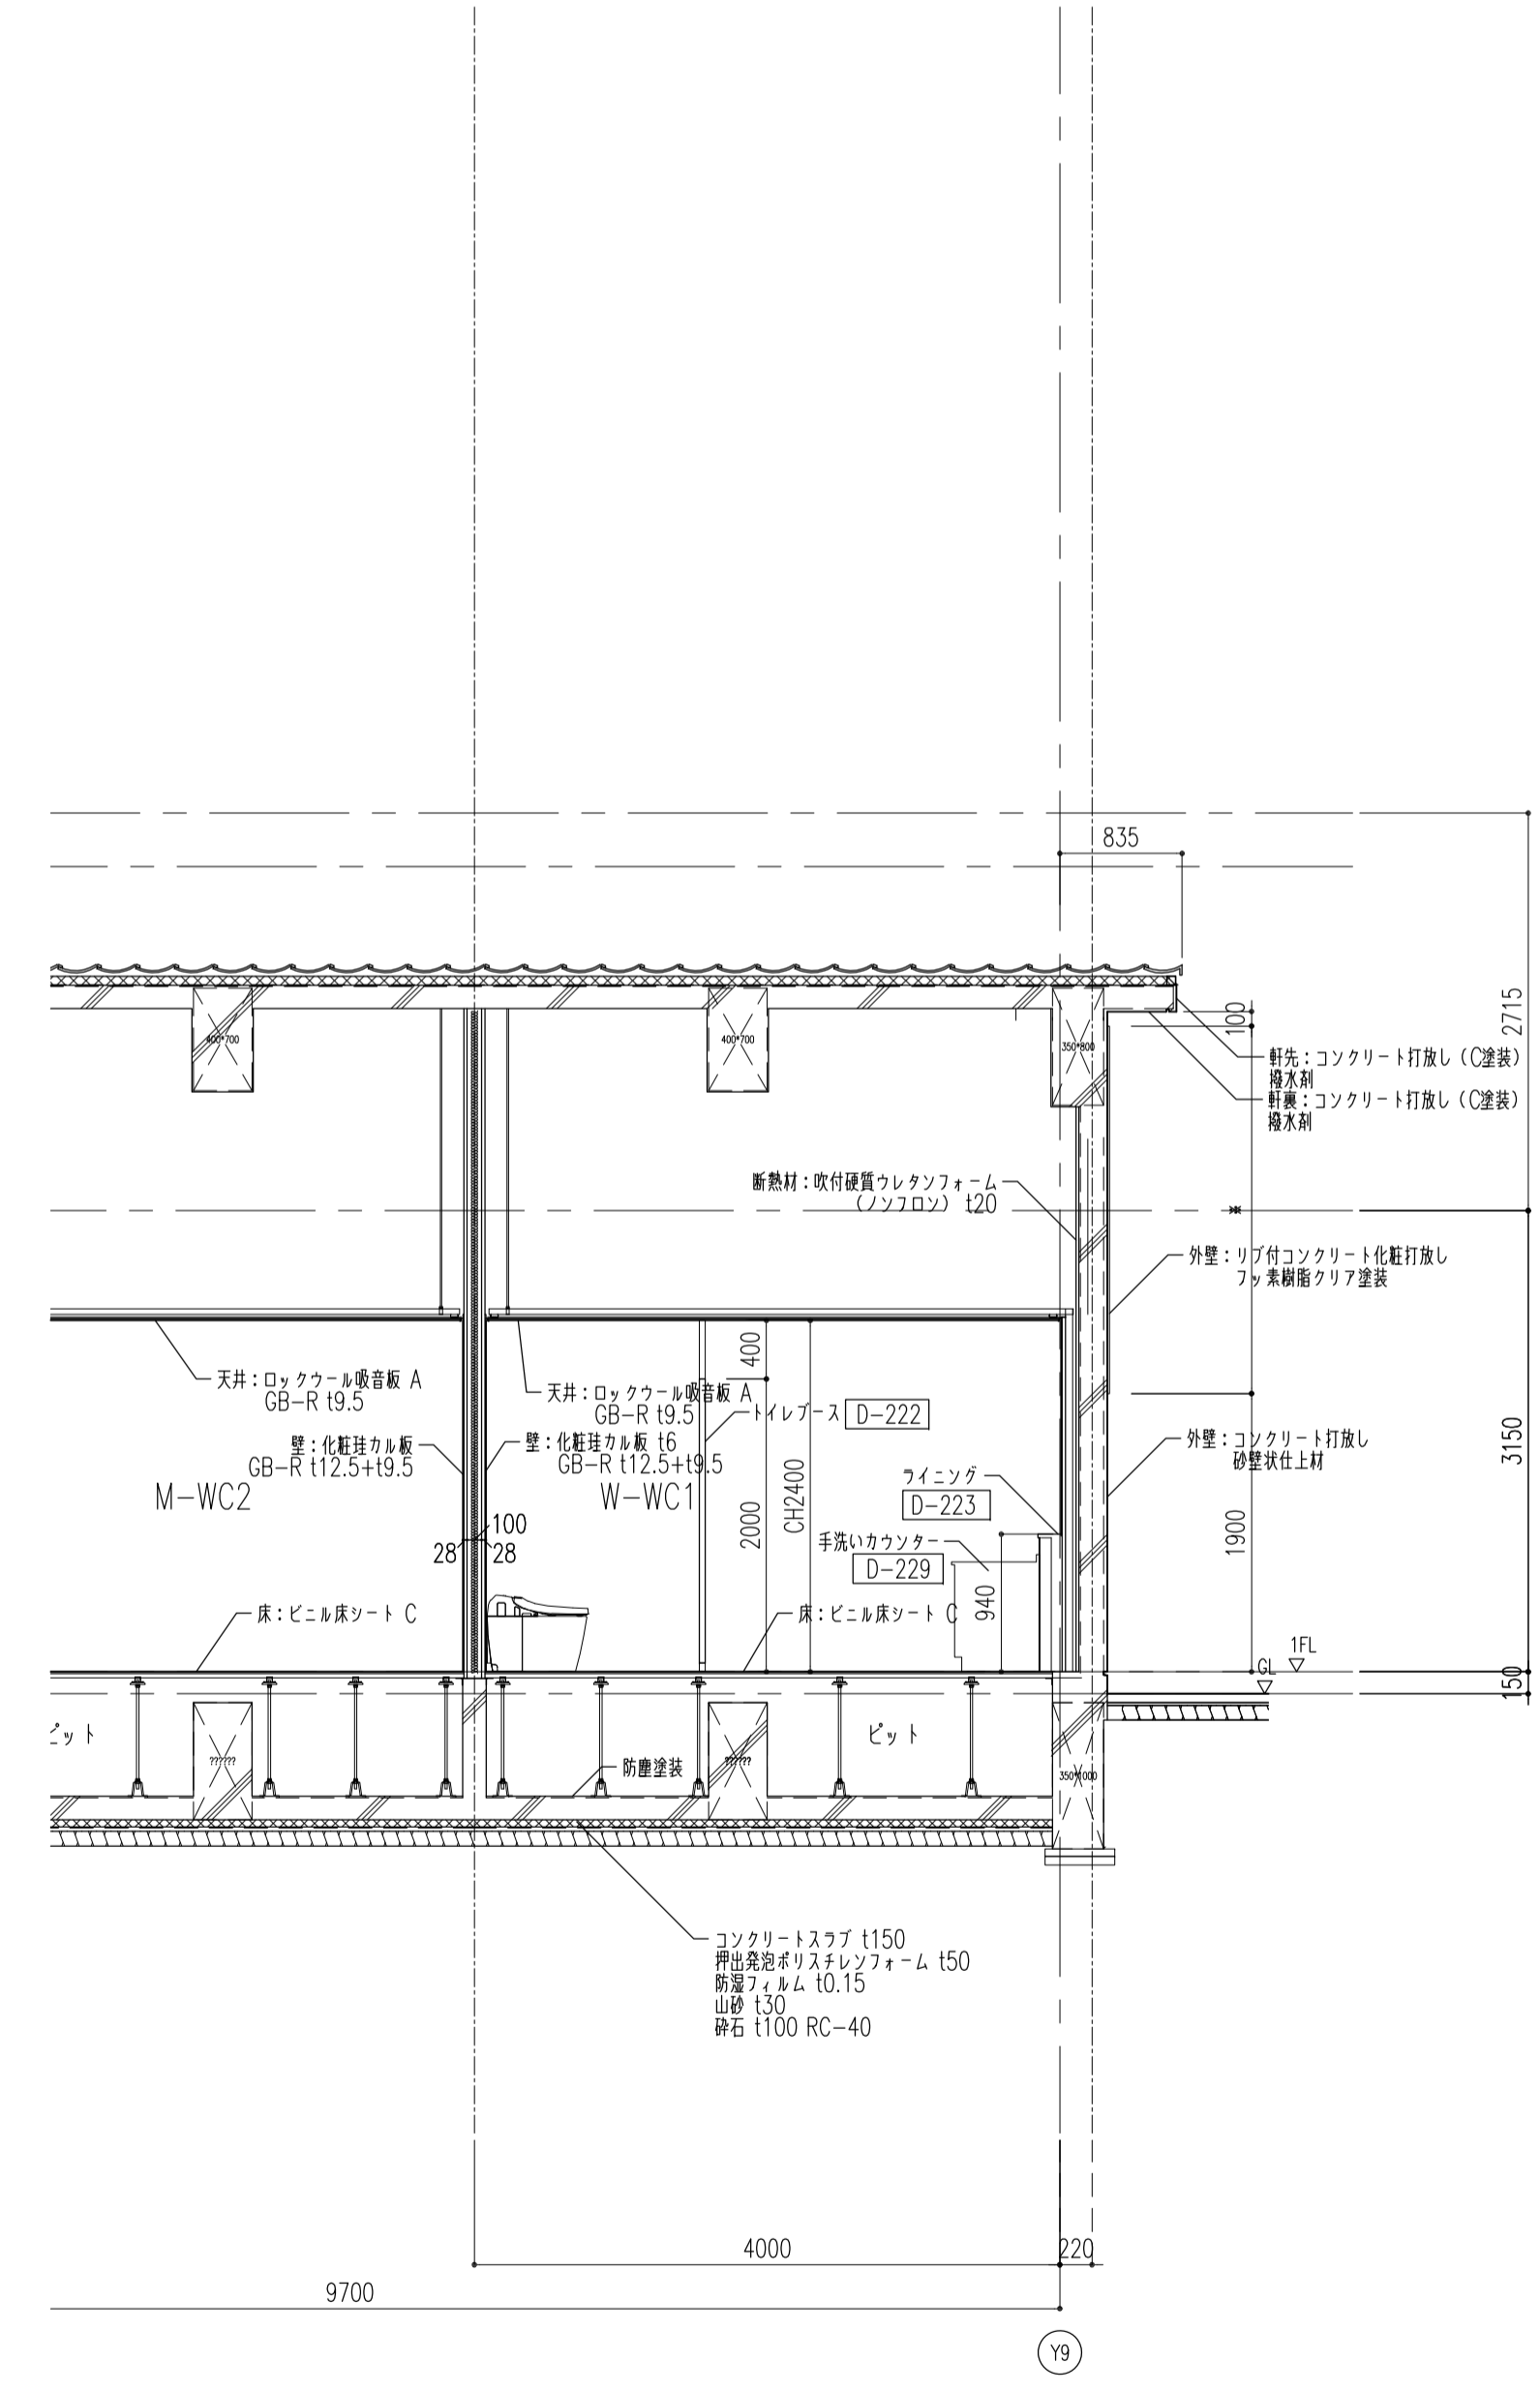 835
2715
100
400*700
400*700
350*800
軒先：コンクリート打放し（C塗装）
撥水剤
軒裏：コンクリート打放し（C塗装）
撥水剤
断熱材：吹付硬質ウレタンフォーム
（ノンフロン） t20
外壁：リブ付コンクリート化粧打放し
フッ素樹脂クリア塗装
天井：ロックウール吸音板 A
GB-R t9.5
天井：ロックウール吸音板 A
GB-R t9.5
400
トイレブース
D-222
壁：化粧珪カル板
GB-R t12.5+t9.5
壁：化粧珪カル板 t6
GB-R t12.5+t9.5
外壁：コンクリート打放し
砂壁状仕上材
3150
M-WC2
W-WC1
2000
CH2400
ライニング
D-223
手洗いカウンター
D-229
100
28
28
1900
940
床：ビニル床シート C
床：ビニル床シート C
1FL
GL
150
ピット
ピット
??????
??????
防塵塗装
350*1000
コンクリートスラブ t150
押出発泡ポリスチレンフォーム t50
防湿フィルム t0.15
山砂 t30
砕石 t100 RC-40
4000
220
9700
Y9